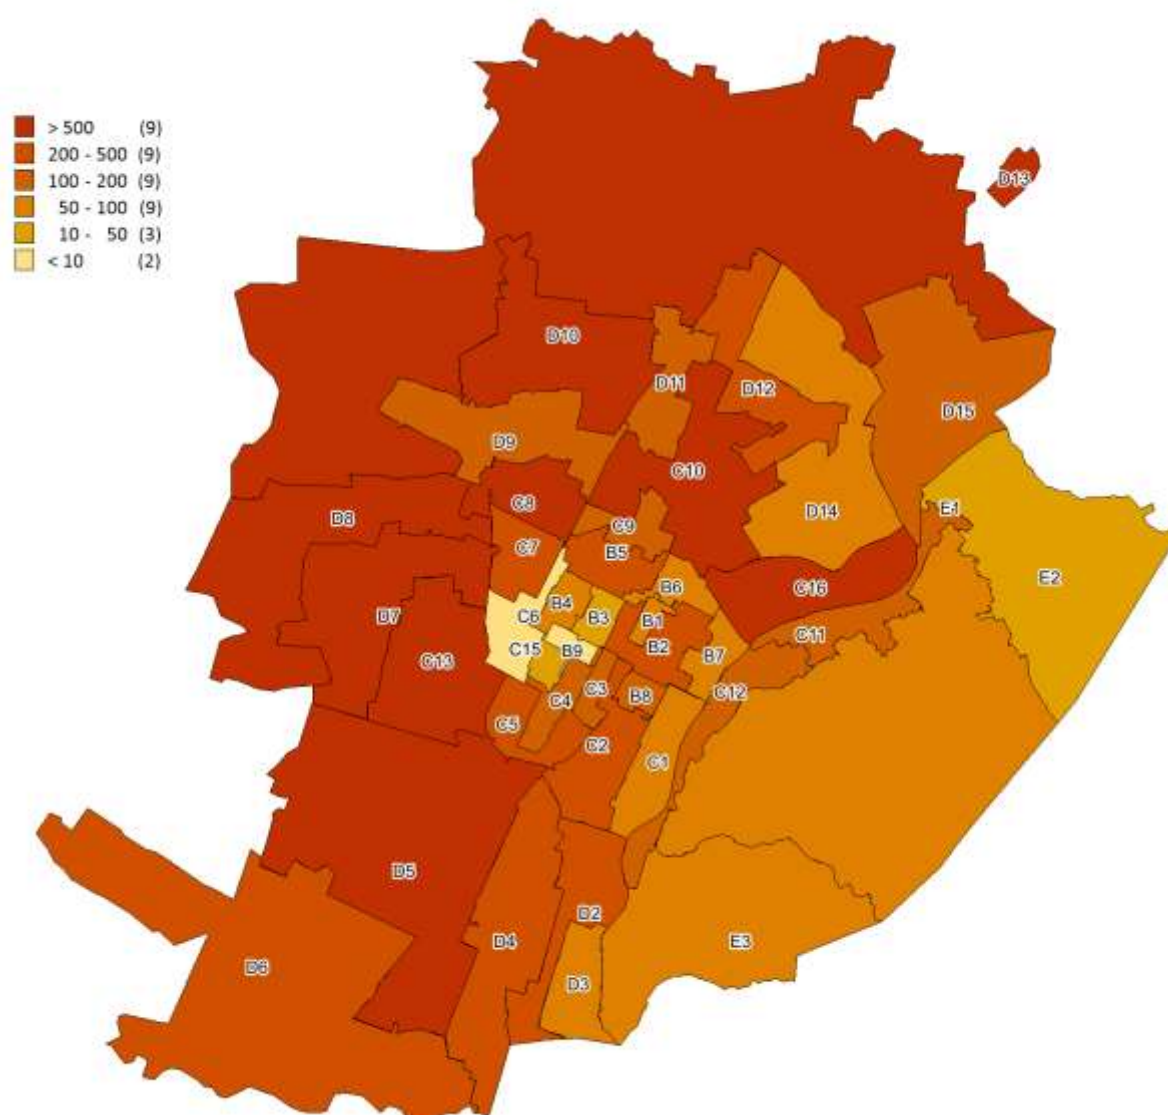 > 500 (9)
200 - 500 (9)
100 - 200 (9)
50 - 100 (9)
10 - 50 (3)
< 10 (2)
D13
D10
D11
D12
D15
D9
C10
C8
D8
D14
E1
C9
C7
B5
E2
B6
C16
B4
D7
C6
B3
B1
C11
C15
B9
B2
B7
C13
C3
B8
C12
C4
C5
C2
C1
D5
D2
D4
E3
D6
D3